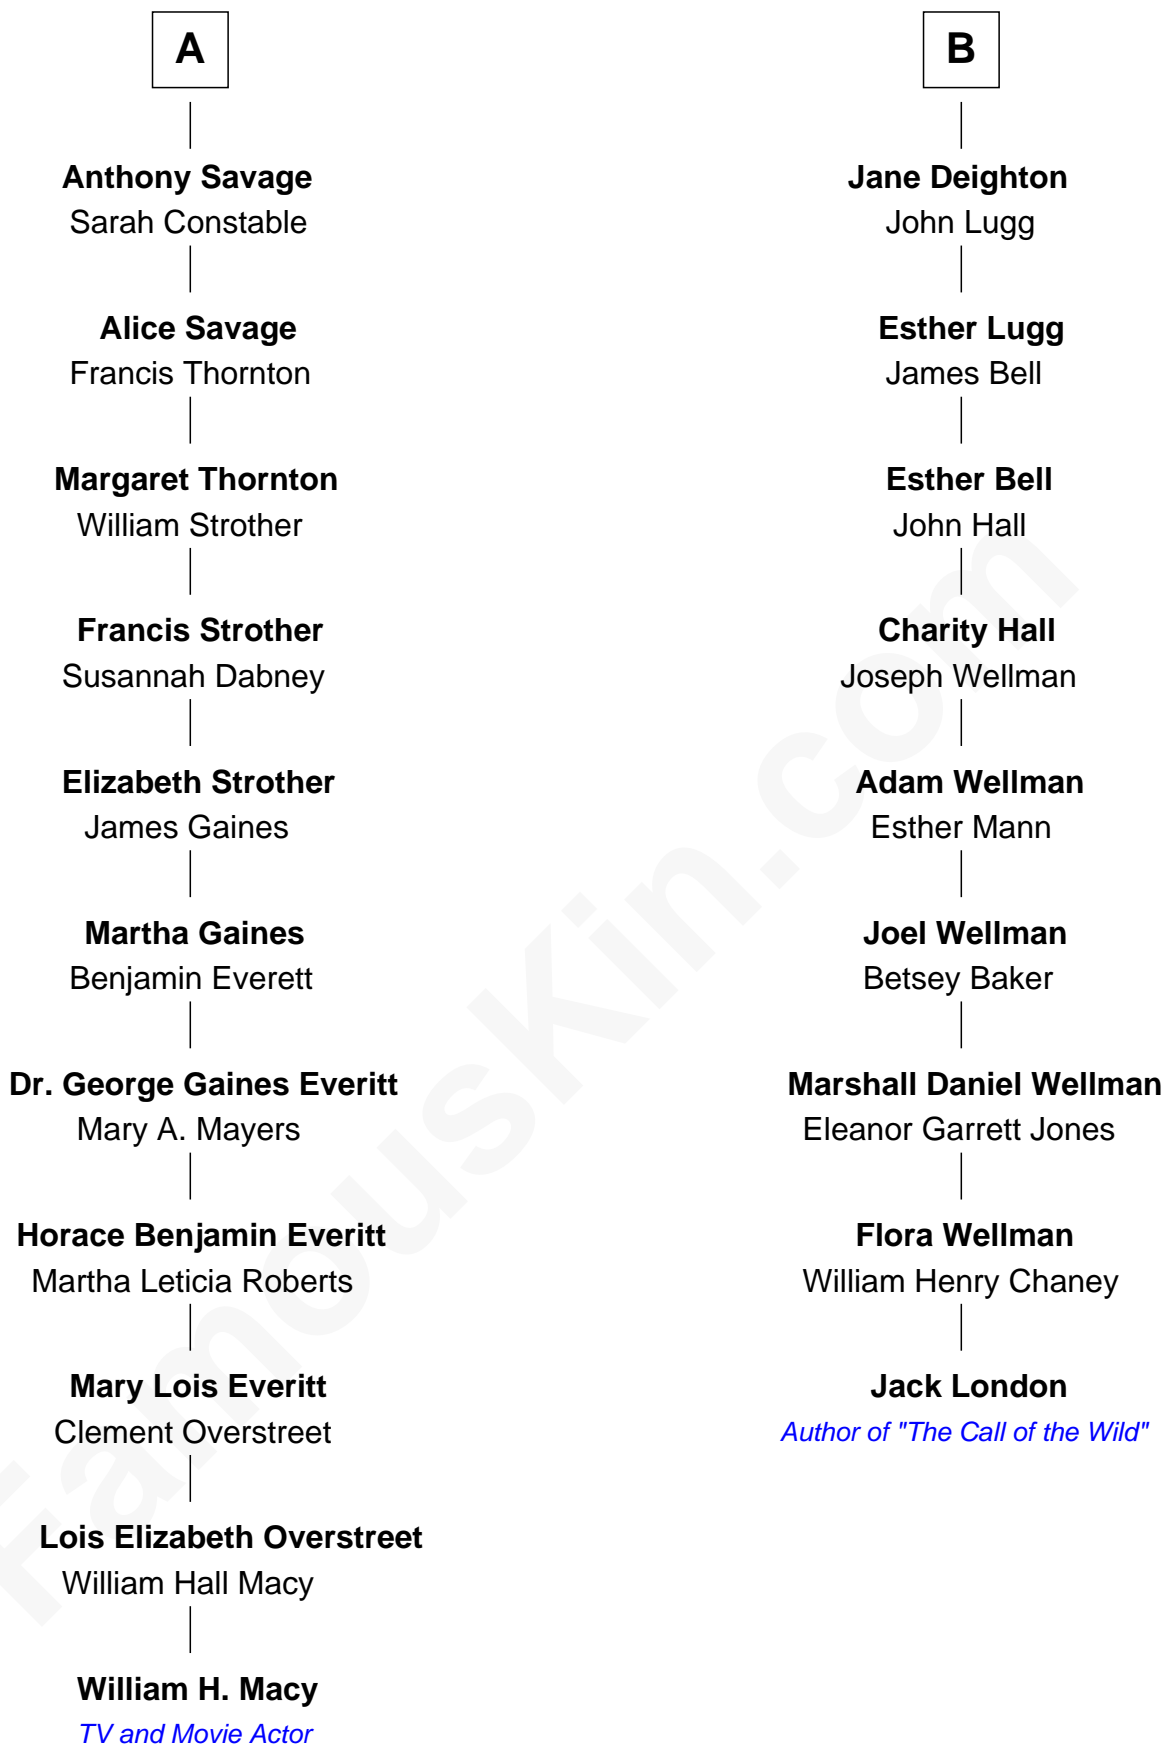 A
Anthony Savage
Sarah Constable
Alice Savage
Francis Thornton
Margaret Thornton
William Strother
Francis Strother
Susannah Dabney
Elizabeth Strother
James Gaines
Martha Gaines
Benjamin Everett
Dr. George Gaines Everitt
Mary A. Mayers
Horace Benjamin Everitt
Martha Leticia Roberts
Mary Lois Everitt
Clement Overstreet
Lois Elizabeth Overstreet
William Hall Macy
William H. Macy
TV and Movie Actor
B
Jane Deighton
John Lugg
Esther Lugg
James Bell
Esther Bell
John Hall
Charity Hall
Joseph Wellman
Adam Wellman
Esther Mann
Joel Wellman
Betsey Baker
Marshall Daniel Wellman
Eleanor Garrett Jones
Flora Wellman
William Henry Chaney
Jack London
Author of "The Call of the Wild"
FamousKin.com